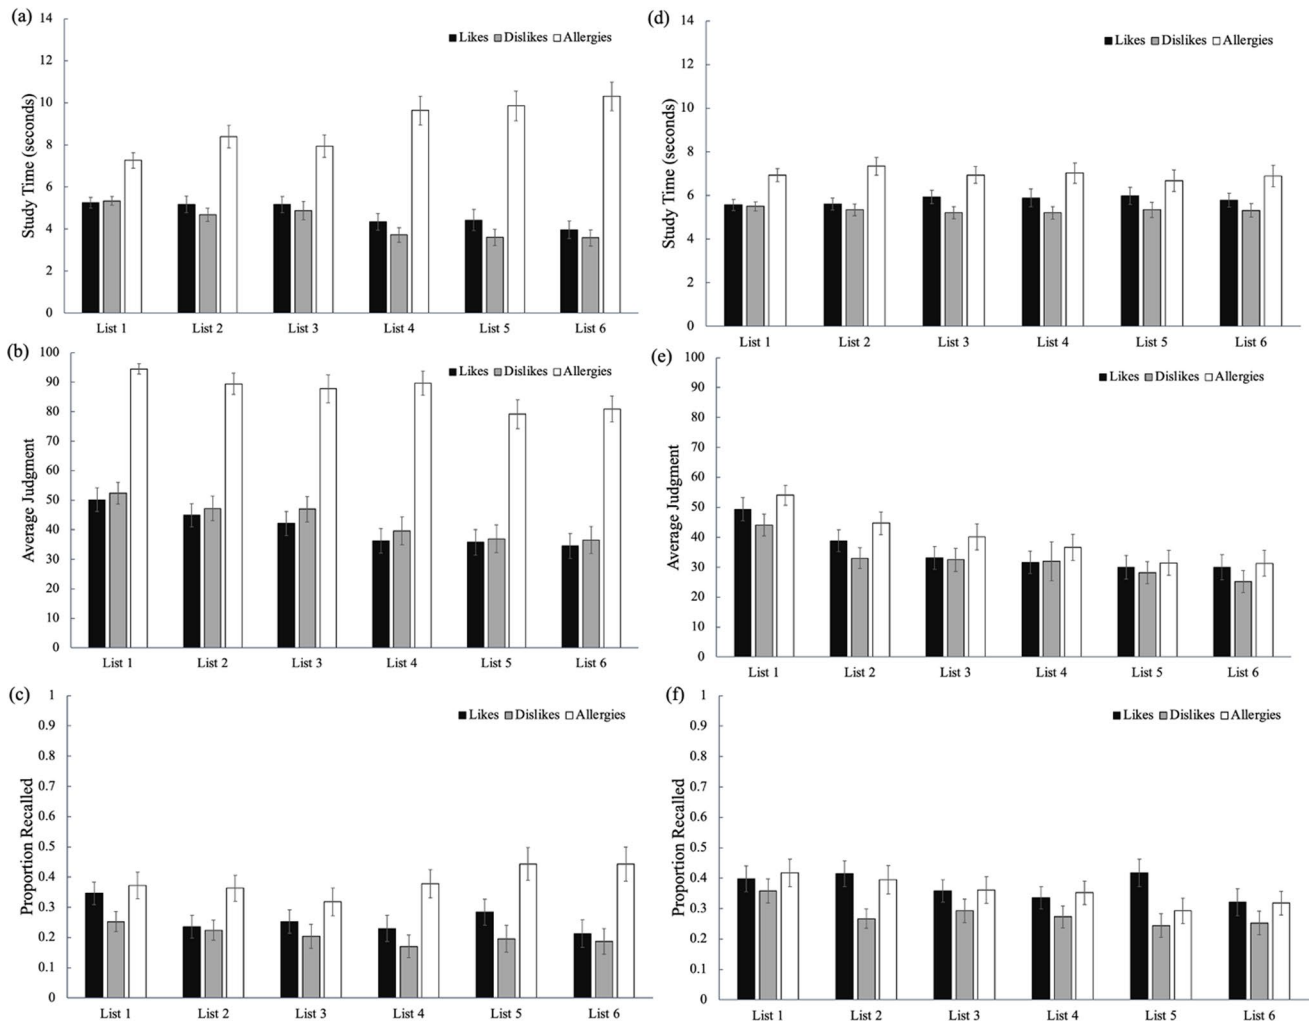 (a)
14
12
10
8
6
4
2
0
Study Time (seconds)
Likes Dislikes Allergies
List 1 List 2 List 3 List 4 List 5 List 6
(d)
14
12
10
8
6
4
2
0
Study Time (seconds)
Likes Dislikes Allergies
List 1 List 2 List 3 List 4 List 5 List 6
(b)
100
90
80
70
60
50
40
30
20
10
0
Average Judgment
Likes Dislikes Allergies
List 1 List 2 List 3 List 4 List 5 List 6
(e)
100
90
80
70
60
50
40
30
20
10
0
Average Judgment
Likes Dislikes Allergies
List 1 List 2 List 3 List 4 List 5 List 6
(c)
1
0.9
0.8
0.7
0.6
0.5
0.4
0.3
0.2
0.1
0
Proportion Recalled
Likes Dislikes Allergies
List 1 List 2 List 3 List 4 List 5 List 6
(f)
1
0.9
0.8
0.7
0.6
0.5
0.4
0.3
0.2
0.1
0
Proportion Recalled
Likes Dislikes Allergies
List 1 List 2 List 3 List 4 List 5 List 6